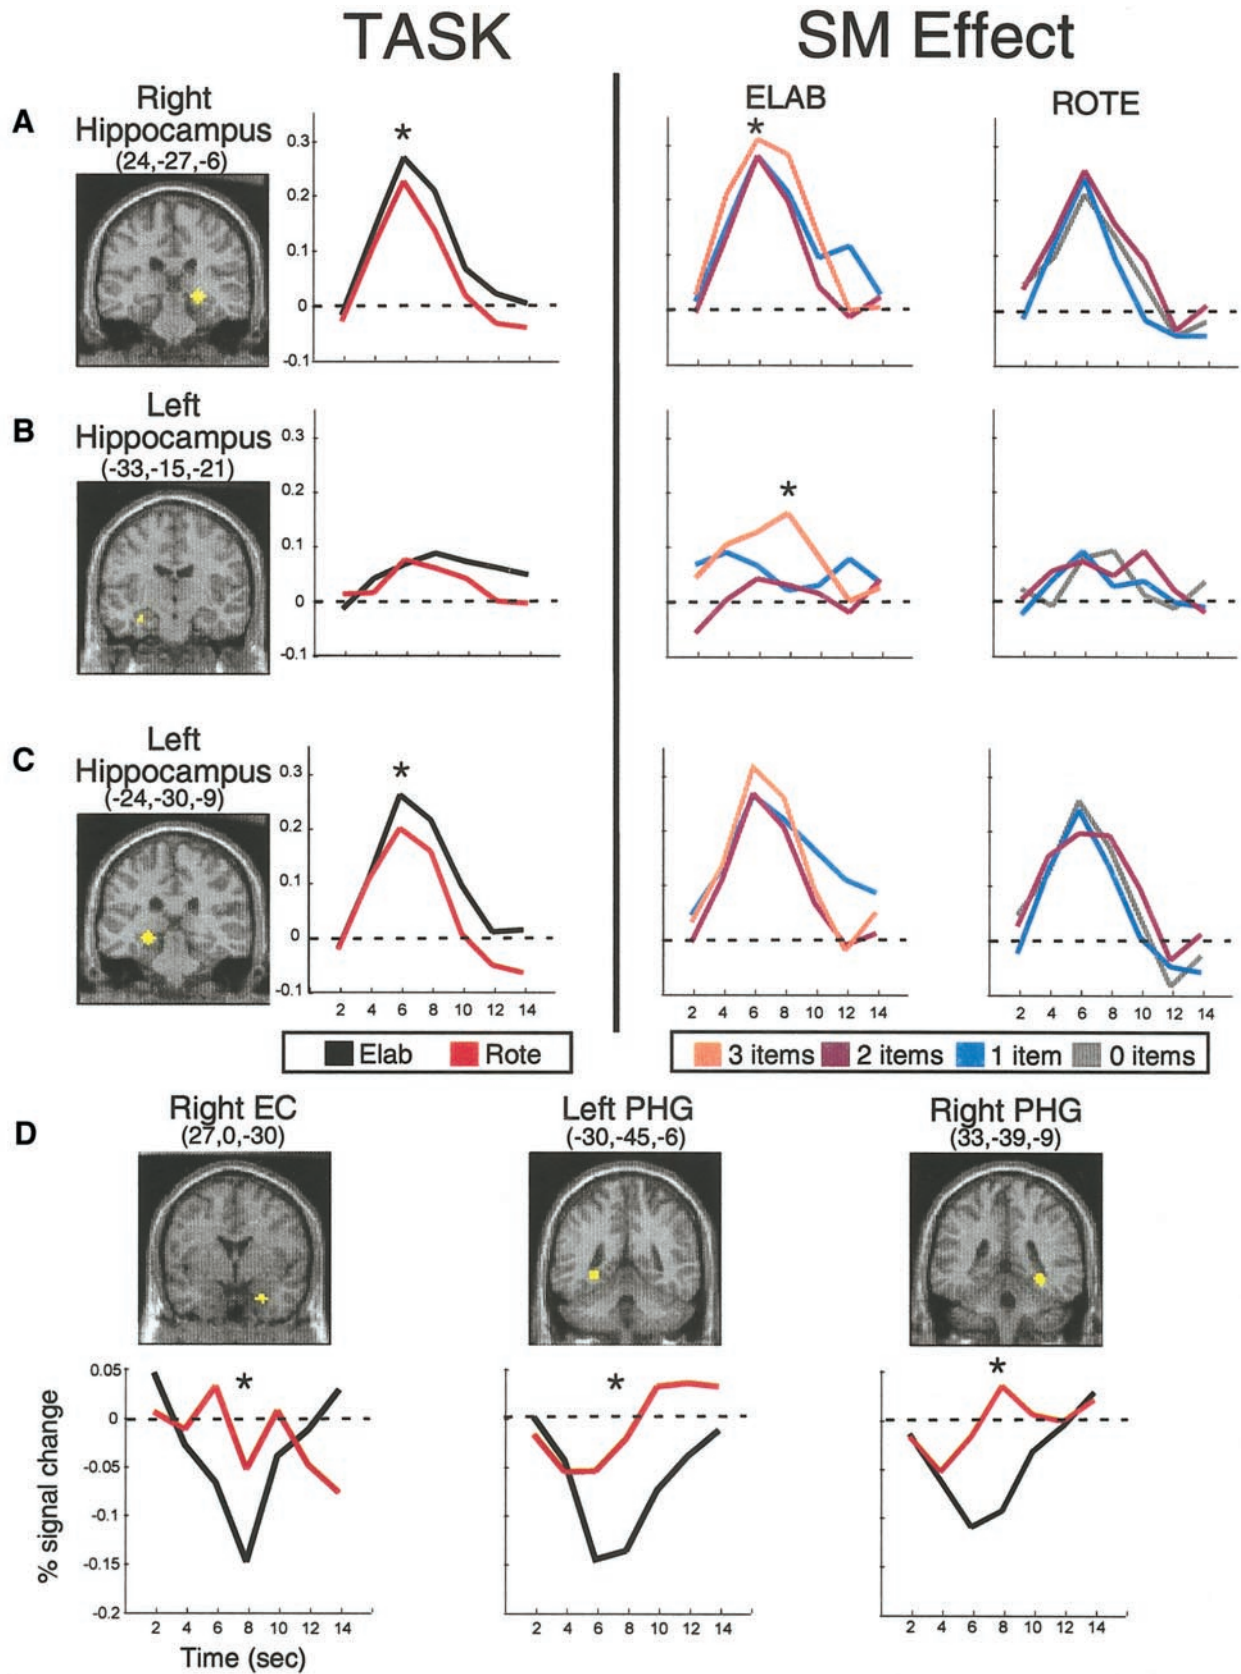 TASK
SM Effect
A
Right
Hippocampus
(24,-27,-6)
*
0.3
0.2
0.1
0
-0.1
ELAB
*
ROTE
B
Left
Hippocampus
(-33,-15,-21)
0.3
0.2
0.1
0
-0.1
*
C
Left
Hippocampus
(-24,-30,-9)
*
0.3
0.2
0.1
0
-0.1
2 4 6 8 10 12 14
2 4 6 8 10 12 14
2 4 6 8 10 12 14
Elab Rote
3 items 2 items 1 item 0 items
D
Right EC
(27,0,-30)
Left PHG
(-30,-45,-6)
Right PHG
(33,-39,-9)
% signal change
0.05
0
-0.05
-0.1
-0.15
-0.2
*
*
*
2 4 6 8 10 12 14
2 4 6 8 10 12 14
2 4 6 8 10 12 14
Time (sec)